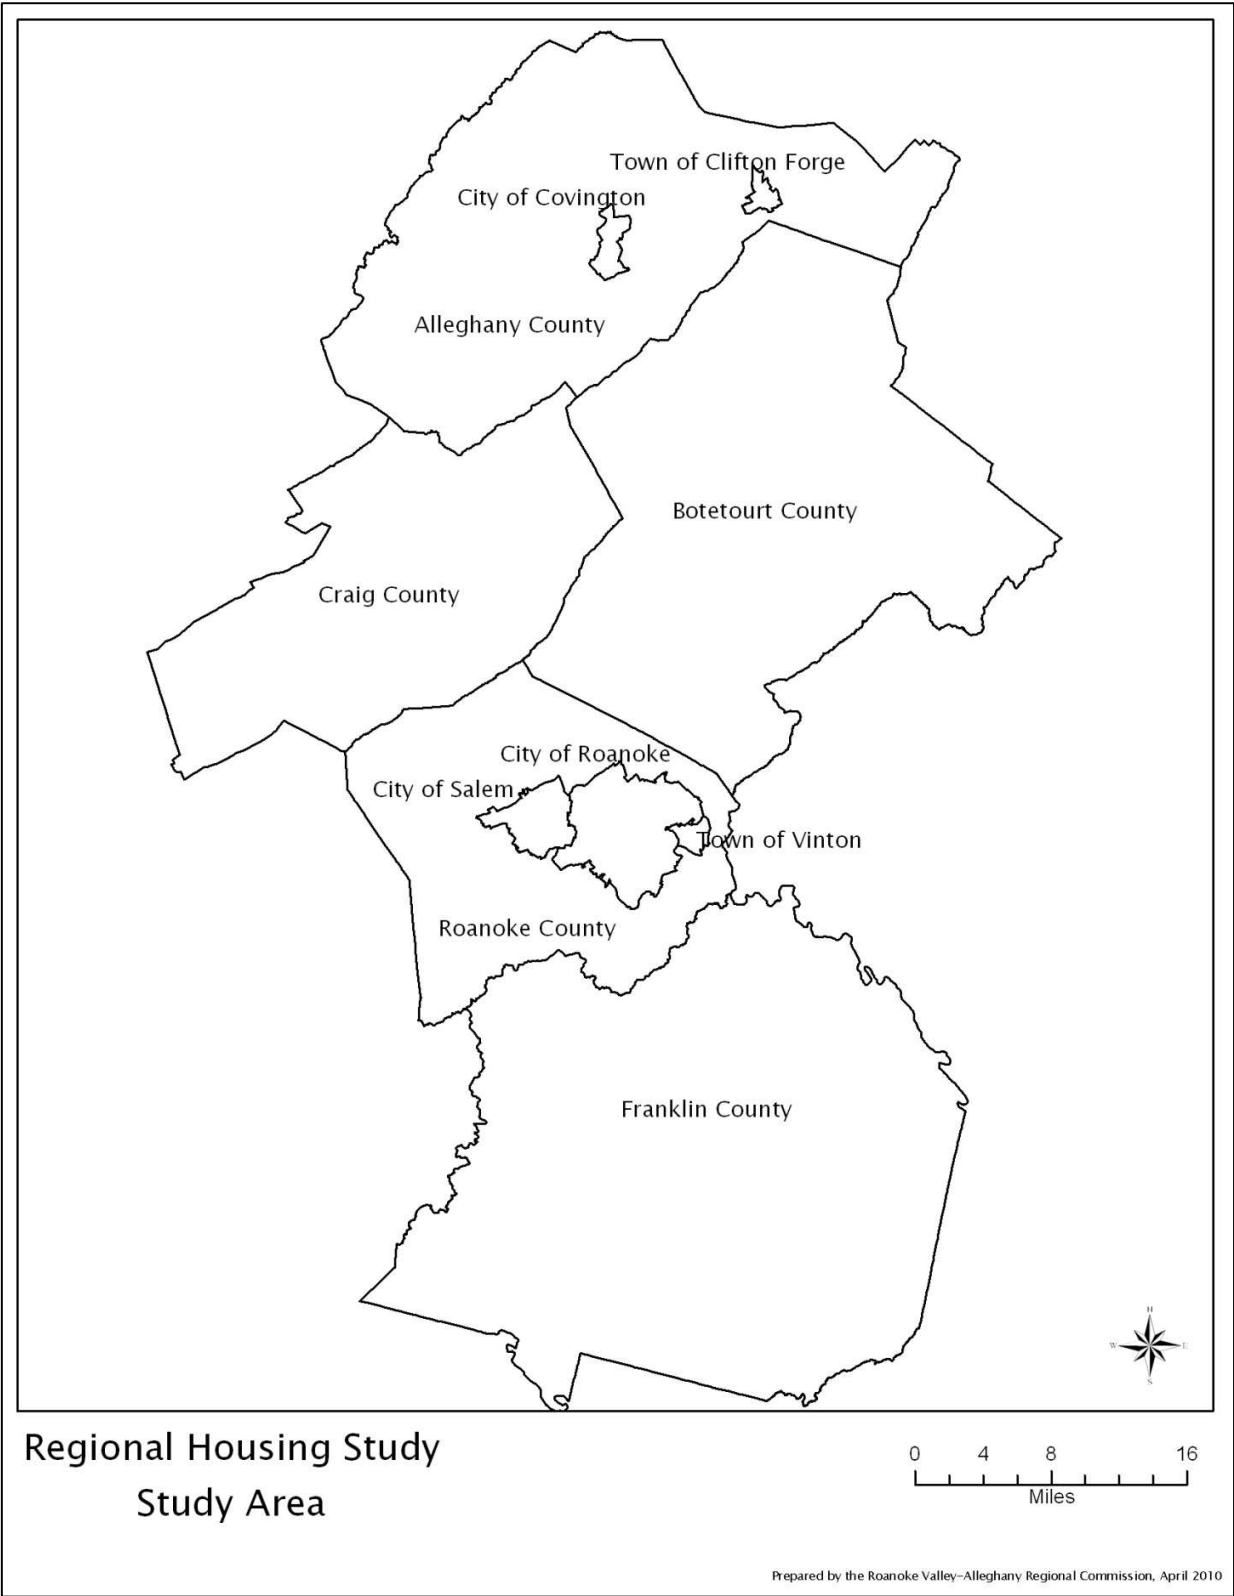 Town of Clifton Forge
City of Covington
Alleghany County
Botetourt County
Craig County
City of Roanoke
City of Salem
Town of Vinton
Roanoke County
Franklin County
N
W E
S
Regional Housing Study
Study Area
0 4 8 16
Miles
Prepared by the Roanoke Valley-Alleghany Regional Commission, April 2010